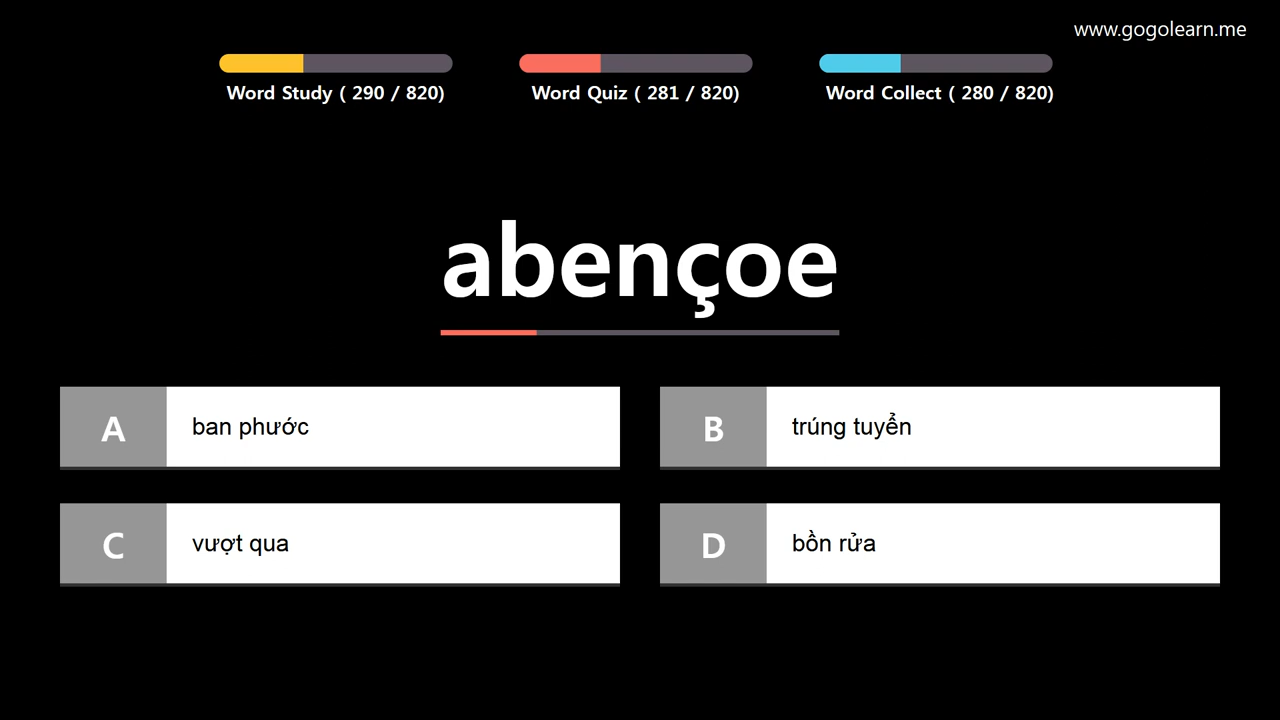 www.gogolearn.me
Word Study ( 290 / 820)
Word Quiz ( 281 / 820)
Word Collect ( 280 / 820)
abençoe
A ban phước
B trúng tuyển
C vượt qua
D bồn rửa